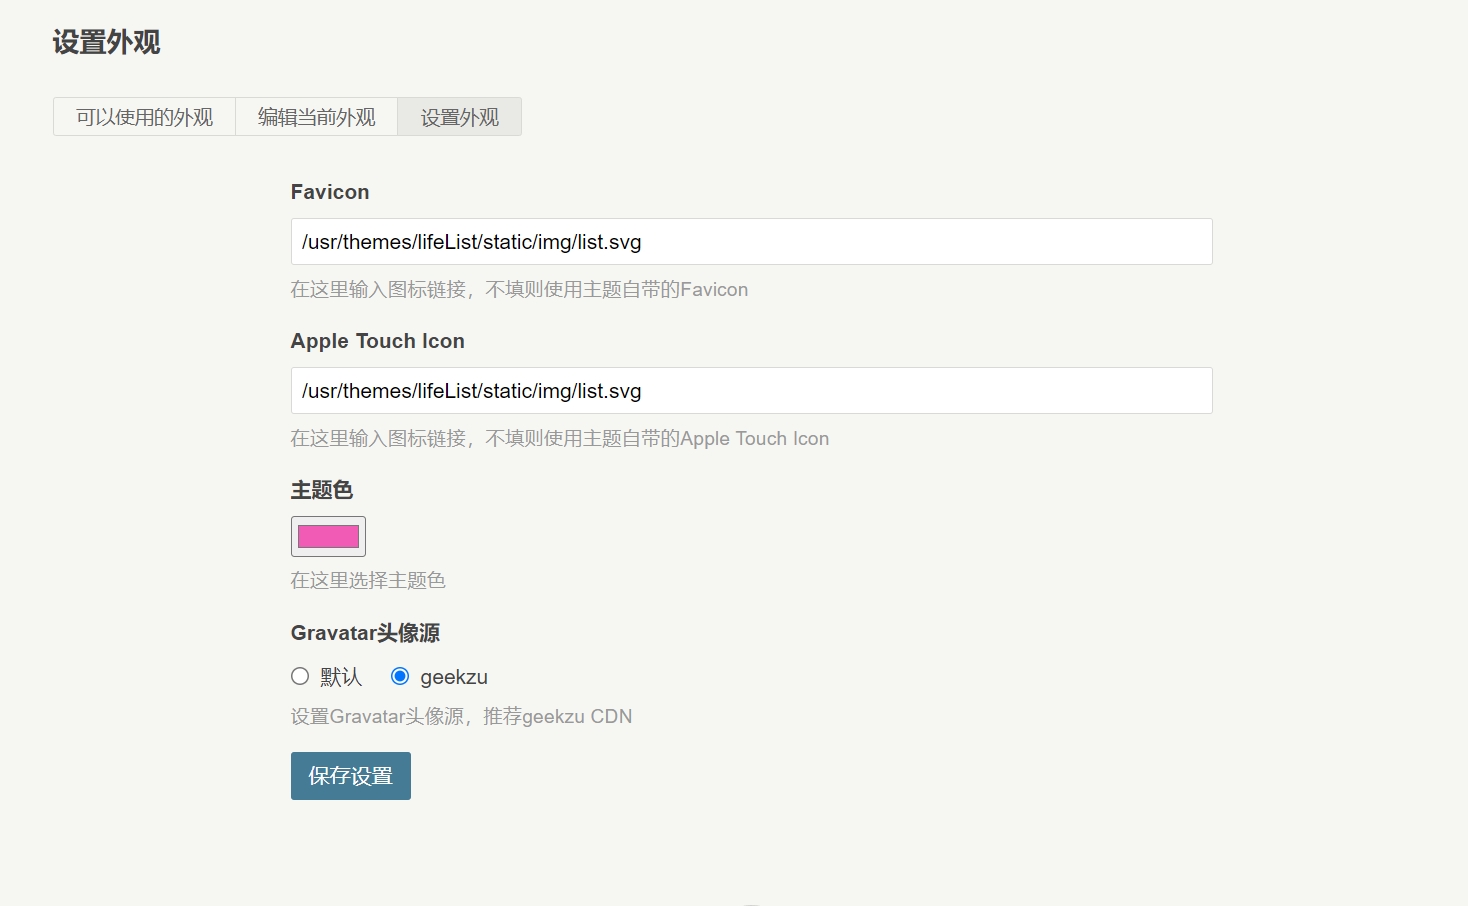 设置外观
可以使用的外观 编辑当前外观 设置外观
Favicon
/usr/themes/lifeList/static/img/list.svg
在这里输入图标链接，不填则使用主题自带的Favicon
Apple Touch Icon
/usr/themes/lifeList/static/img/list.svg
在这里输入图标链接，不填则使用主题自带的Apple Touch Icon
主题色
在这里选择主题色
Gravatar头像源
默认 geekzu
设置Gravatar头像源，推荐geekzu CDN
保存设置